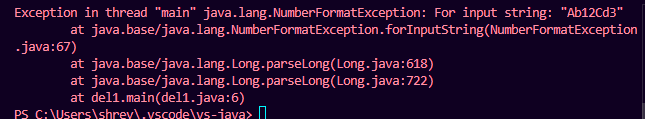 Exception in thread "main" java.lang.NumberFormatException: For input string: "Ab12Cd3"
at java.base/java.lang.NumberFormatException.forInputString(NumberFormatException
.java:67)
at java.base/java.lang.Long.parseLong(Long.java:618)
at java.base/java.lang.Long.parseLong(Long.java:722)
at del1.main(del1.java:6)
PS C:\Users\shrey\.vscode\vs-java>